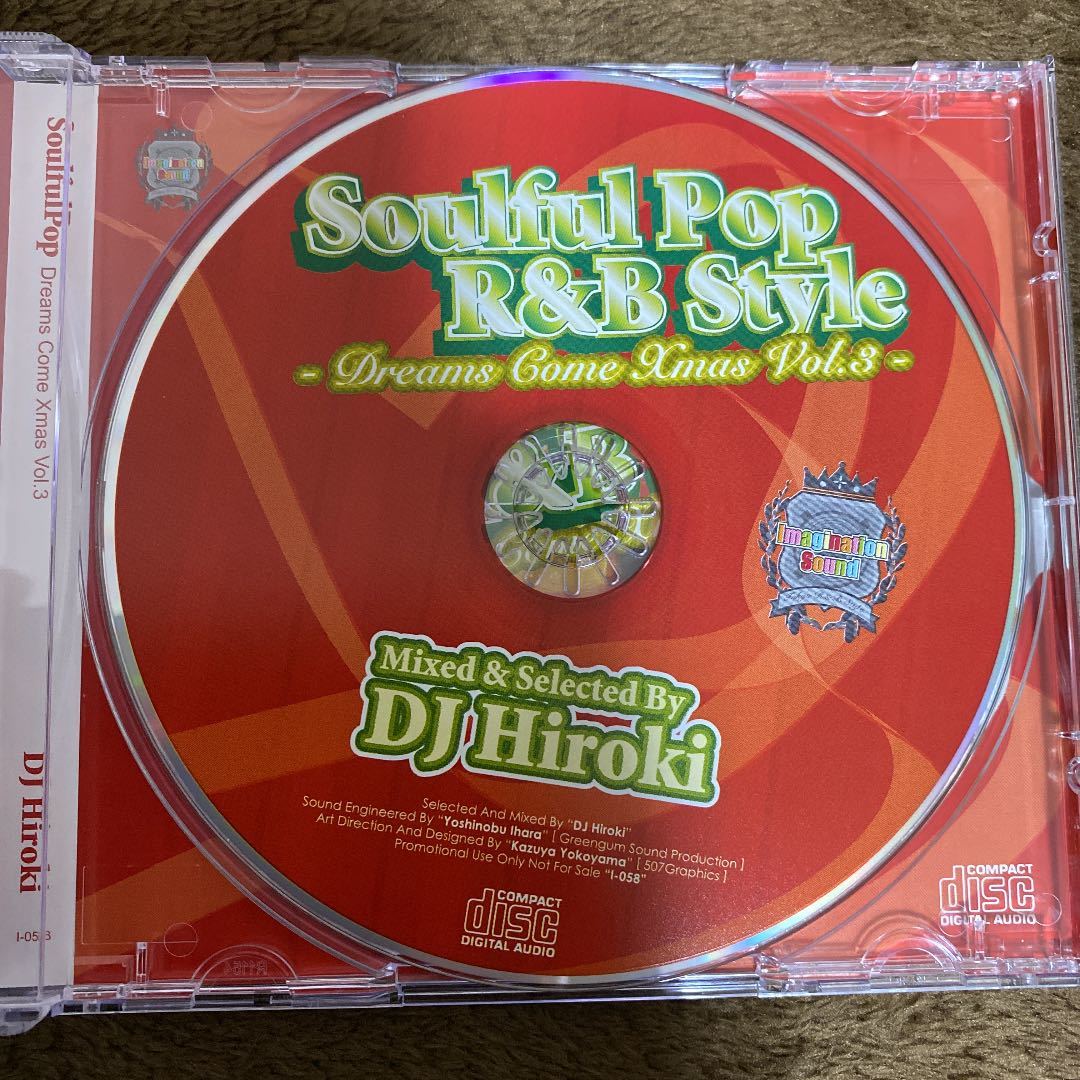 SoulfulPop Dreams Come Xmas Vol.3
DJ Hiroki
Imagination
Sound
Soulful Pop
R&B Style
- Dreams Come Xmas Vol.3 -
Imagination
Sound
Mixed & Selected By
DJ Hiroki
Selected And Mixed By "DJ Hiroki"
Sound Engineered By "Yoshinobu Ihara" [ Greengum Sound Production ]
Art Direction And Designed By "Kazuya Yokoyama" [ 507Graphics ]
Promotional Use Only Not For Sale "I-058"
COMPACT
disc
DIGITAL AUDIO
COMPACT
disc
DIGITAL AUDIO